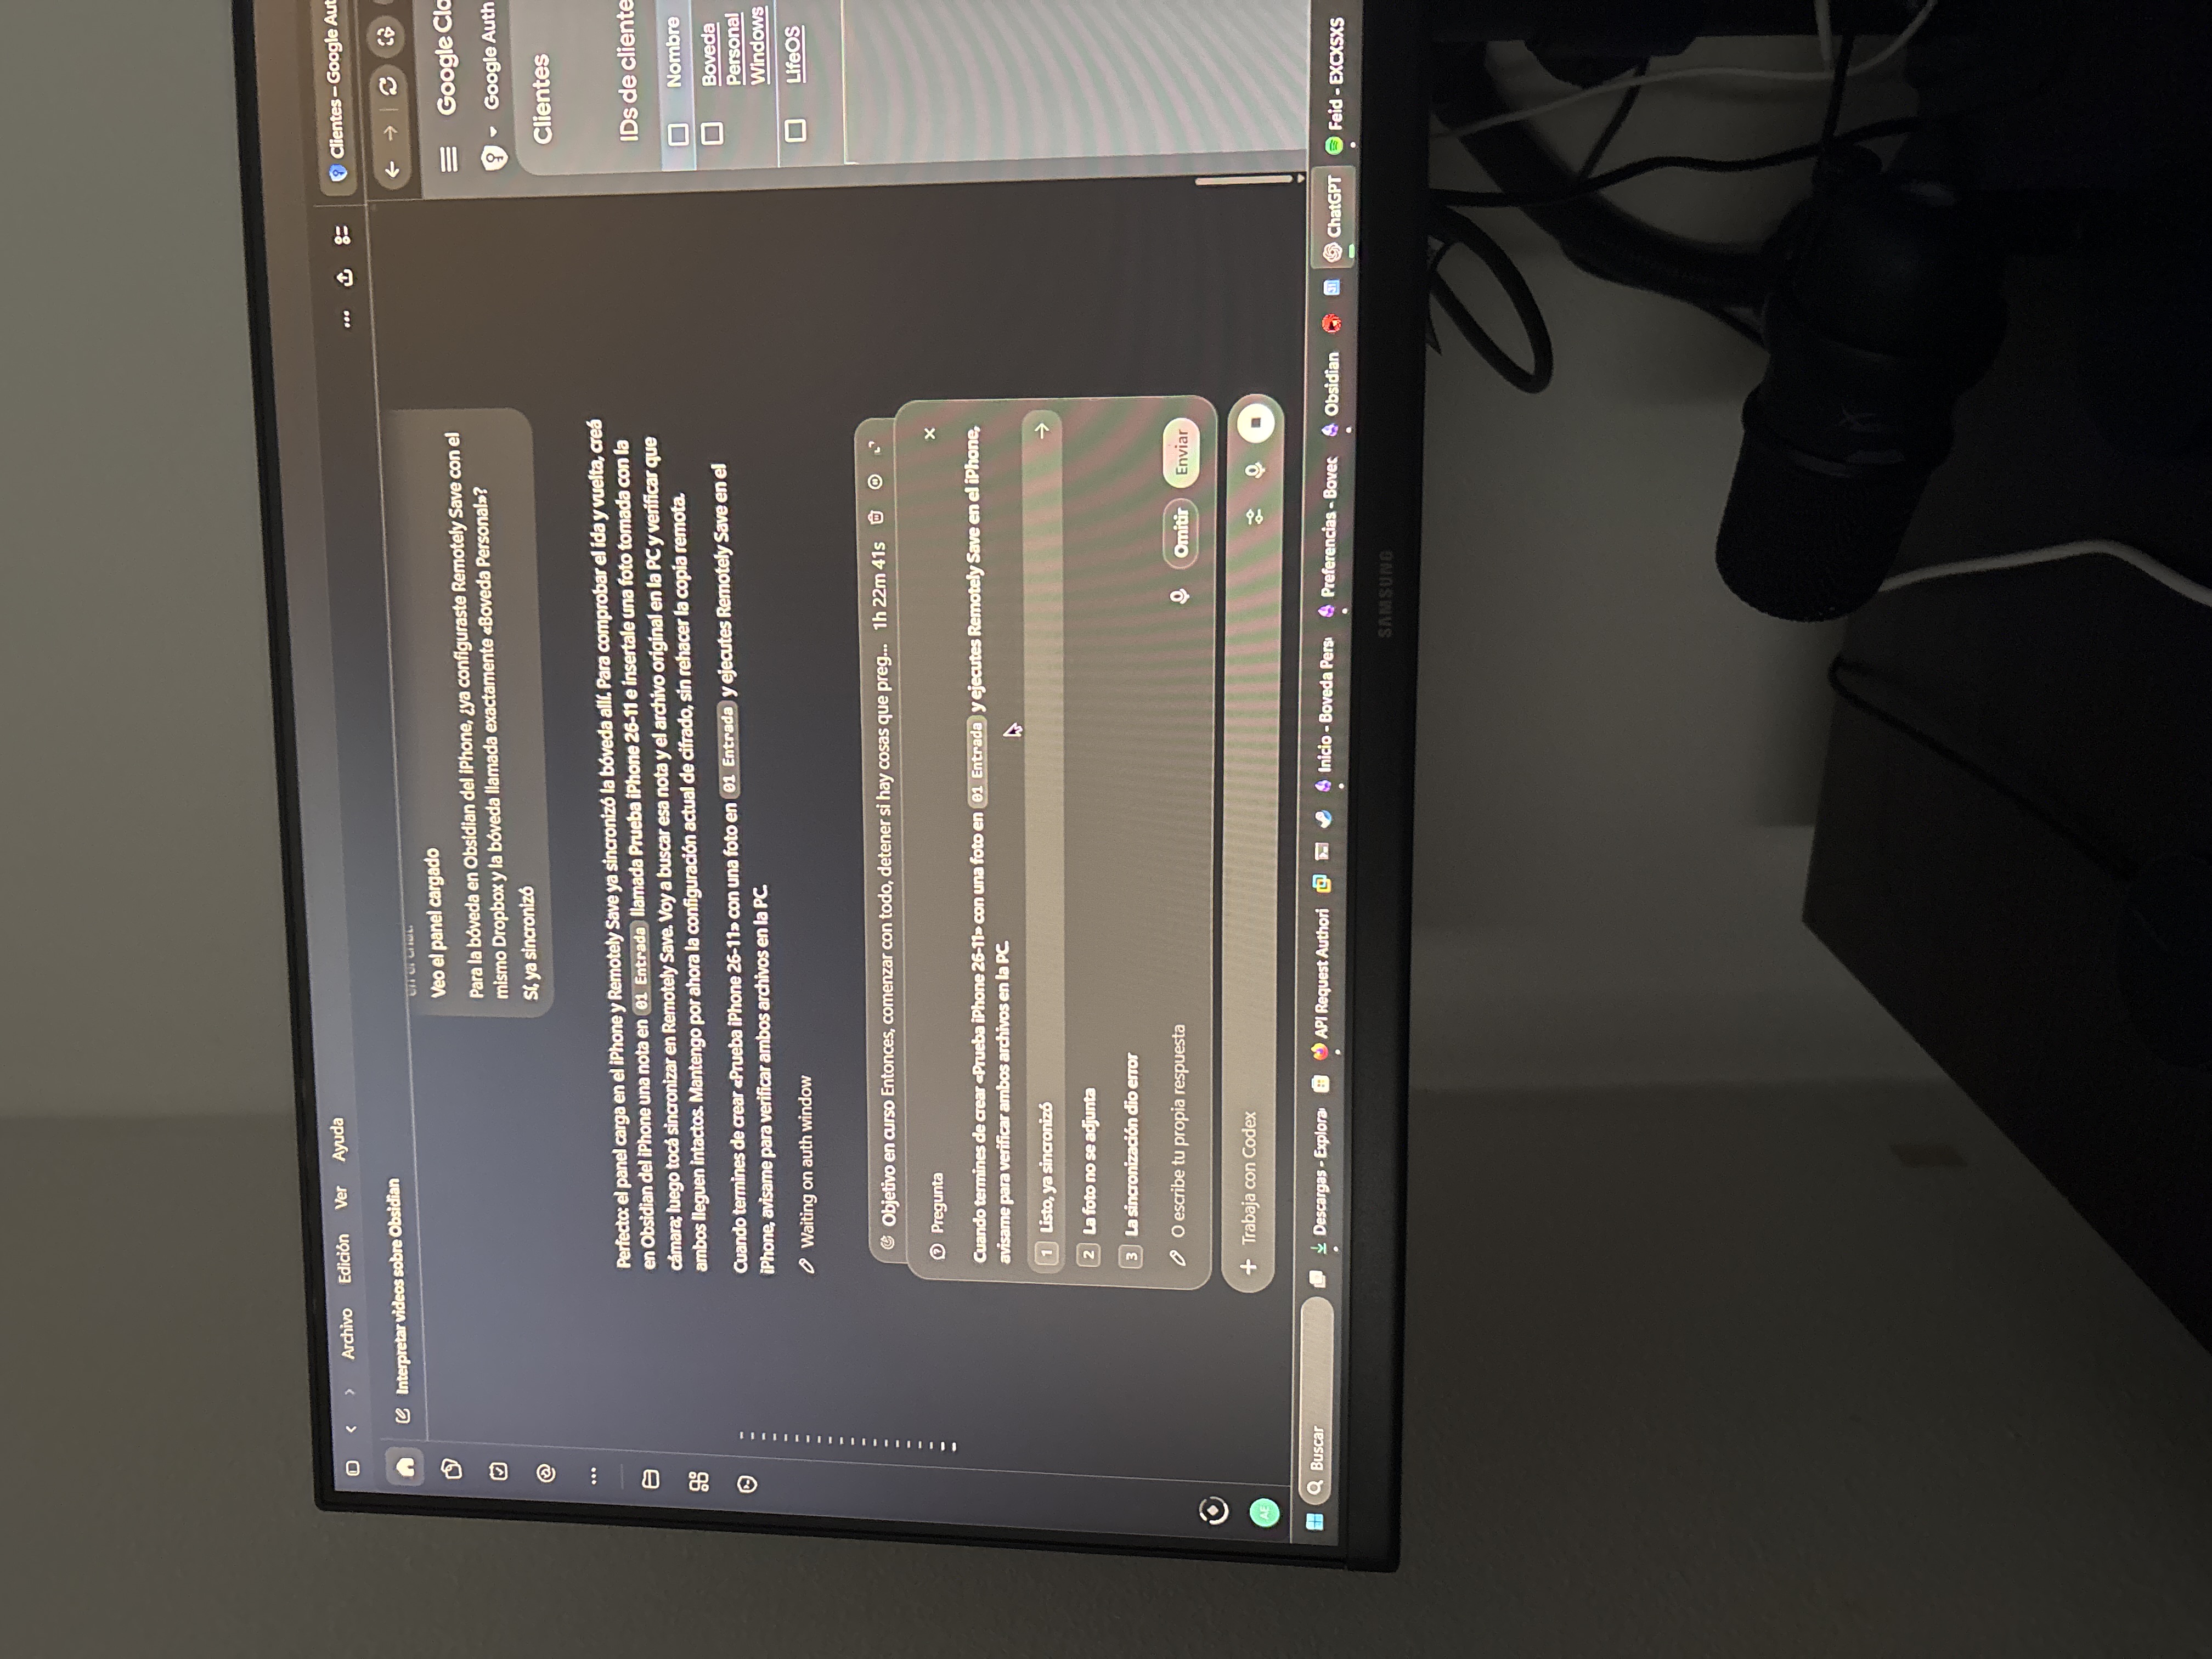 Archivo Edición Ver Ayuda
Interpretar videos sobre Obsidian
Veo el panel cargado
Para la bóveda en Obsidian del iPhone, ¿ya configuraste Remotely Save con el
mismo Dropbox y la bóveda llamada exactamente «Boveda Personal»?
Sí, ya sincronizó
Perfecto: el panel carga en el iPhone y Remotely Save ya sincronizó la bóveda allí. Para comprobar el ida y vuelta, creá
en Obsidian del iPhone una nota en 01 Entrada llamada Prueba iPhone 26-11 e insertale una foto tomada con la
cámara; luego tocá sincronizar en Remotely Save. Voy a buscar esa nota y el archivo original en la PC y verificar que
ambos lleguen intactos. Mantengo por ahora la configuración actual de cifrado, sin rehacer la copia remota.
Cuando termines de crear «Prueba iPhone 26-11» con una foto en 01 Entrada y ejecutes Remotely Save en el
iPhone, avisame para verificar ambos archivos en la PC.
Waiting on auth window
Objetivo en curso Entonces, comenzar con todo, detener si hay cosas que preg... 1h 22m 41s
Pregunta
Cuando termines de crear «Prueba iPhone 26-11» con una foto en 01 Entrada y ejecutes Remotely Save en el iPhone,
avisame para verificar ambos archivos en la PC.
1 Listo, ya sincronizó
2 La foto no se adjunta
3 La sincronización dio error
O escribe tu propia respuesta Omitir Enviar
Trabaja con Codex
AE
Clientes – Google Aut
Google Clo
Google Auth
Clientes
IDs de cliente
Nombre
Boveda
Personal
Windows
LifeOS
Buscar Descargas - Explora API Request Authori Inicio - Boveda Pers Preferencias - Bovec Obsidian ChatGPT Feid - EXCXSXS
SAMSUNG